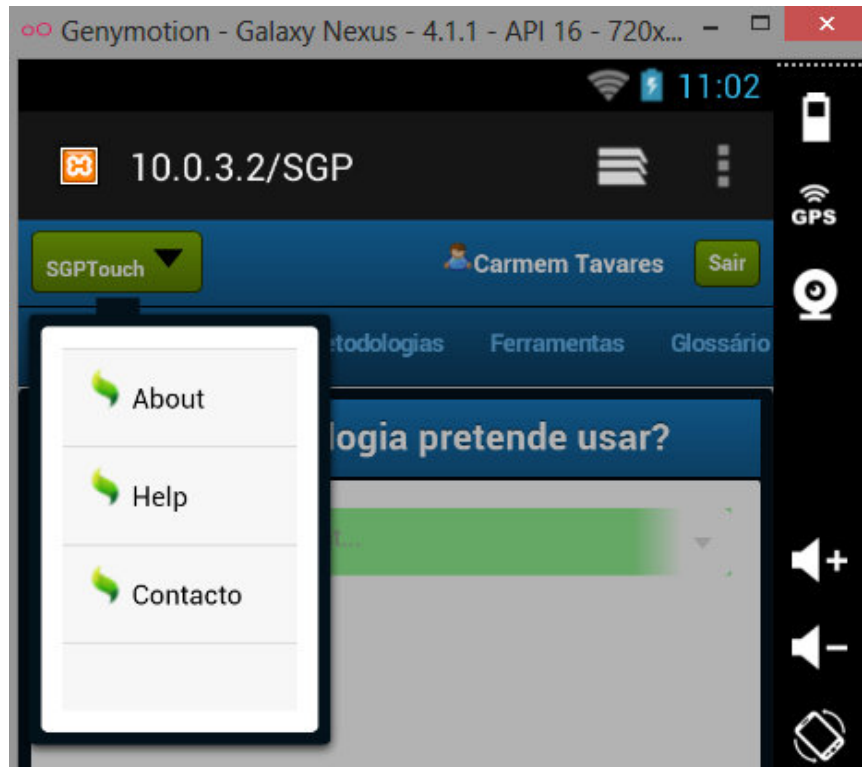 Genymotion - Galaxy Nexus - 4.1.1 - API 16 - 720x...
11:02
10.0.3.2/SGP
GPS
SGPTouch
Carmem Tavares
Sair
todologias Ferramentas Glossário
logia pretende usar?
About
Help
Contacto